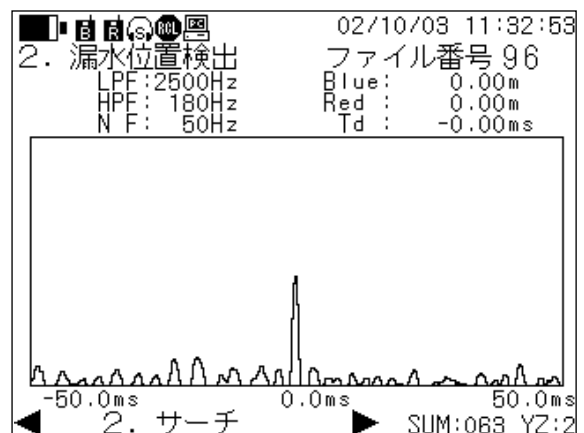 B R S RCL 02/10/03 11:32:53
2. 漏水位置検出 ファイル番号 96
LPF:2500Hz Blue: 0.00m
HPF: 180Hz Red : 0.00m
N F: 50Hz Td : -0.00ms
-50.0ms 0.0ms 50.0ms
◀ 2. サーチ ▶ SUM:063 YZ:2